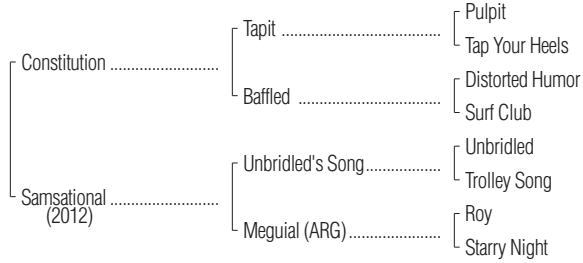 Pulpit
Tapit
Tap Your Heels
Constitution
Distorted Humor
Baffled
Surf Club
Unbridled
Unbridled's Song
Trolley Song
Samsational
(2012)
Roy
Meguial (ARG)
Starry Night